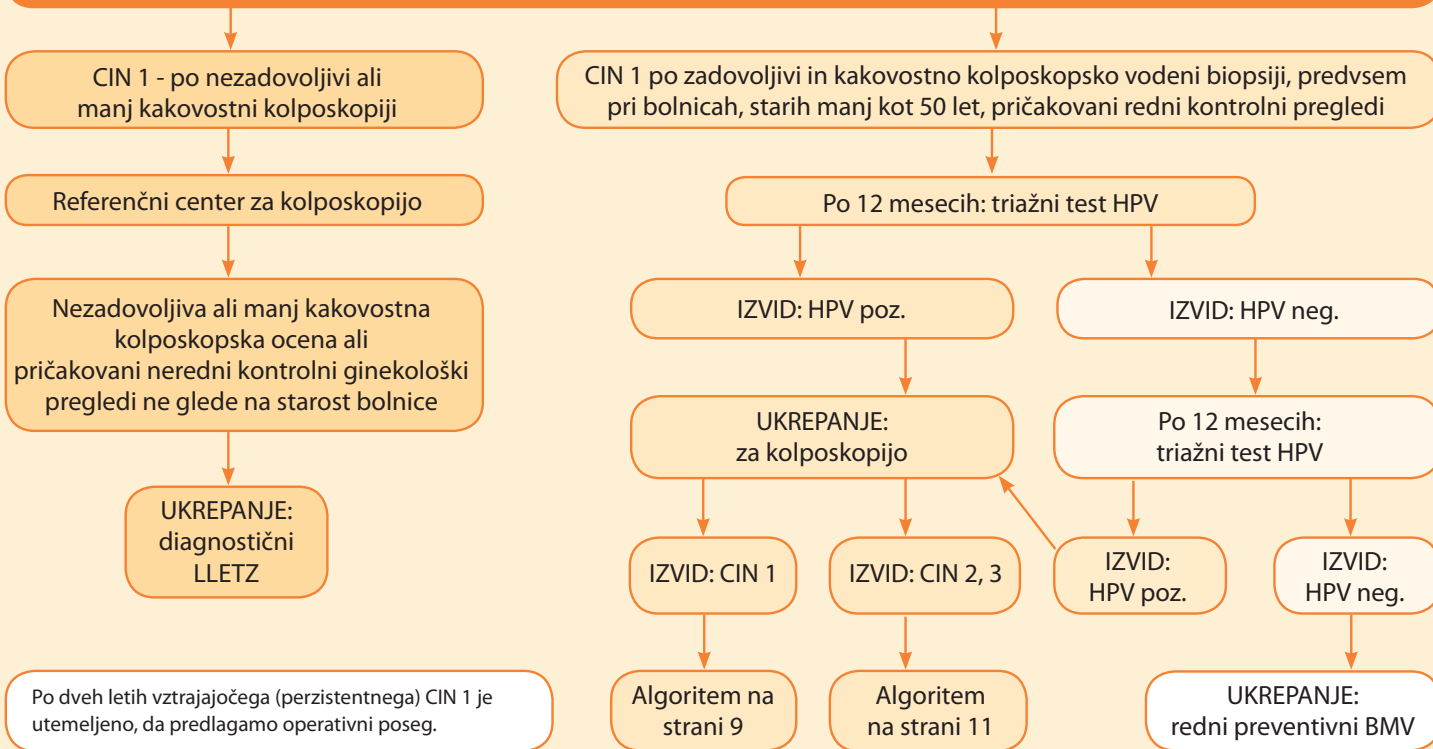 CIN 1 - po nezadovoljivi ali
manj kakovostni kolposkopiji
CIN 1 po zadovoljivi in kakovostno kolposkopsko vodeni biopsiji, predvsem
pri bolnicah, starih manj kot 50 let, pričakovani redni kontrolni pregledi
Referenčni center za kolposkopijo
Po 12 mesecih: triažni test HPV
Nezadovoljiva ali manj kakovostna
kolposkopska ocena ali
pričakovani neredni kontrolni ginekološki
pregledi ne glede na starost bolnice
IZVID: HPV poz.
IZVID: HPV neg.
UKREPANJE:
za kolposkopijo
Po 12 mesecih:
triažni test HPV
UKREPANJE:
diagnostični
LLETZ
IZVID: CIN 1
IZVID: CIN 2, 3
IZVID:
HPV poz.
IZVID:
HPV neg.
Po dveh letih vztrajajočega (perzistentnega) CIN 1 je
utemeljeno, da predlagamo operativni poseg.
Algoritem na
strani 9
Algoritem
na strani 11
UKREPANJE:
redni preventivni BMV